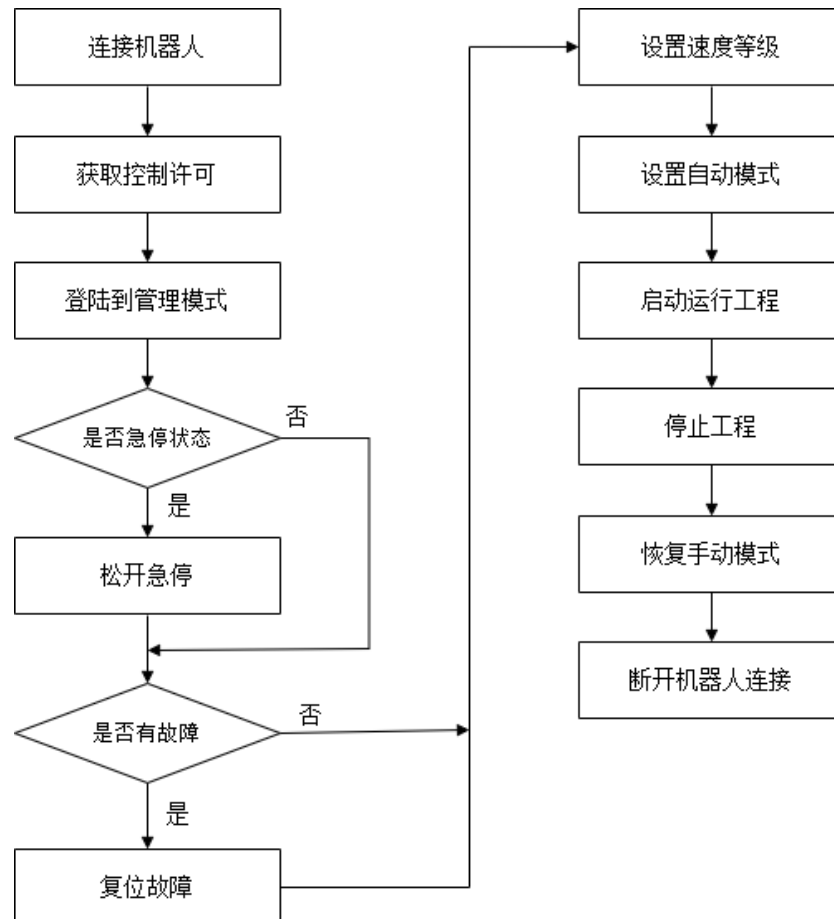 连接机器人
获取控制许可
登陆到管理模式
是否急停状态
否
是
松开急停
是否有故障
否
是
复位故障
设置速度等级
设置自动模式
启动运行工程
停止工程
恢复手动模式
断开机器人连接